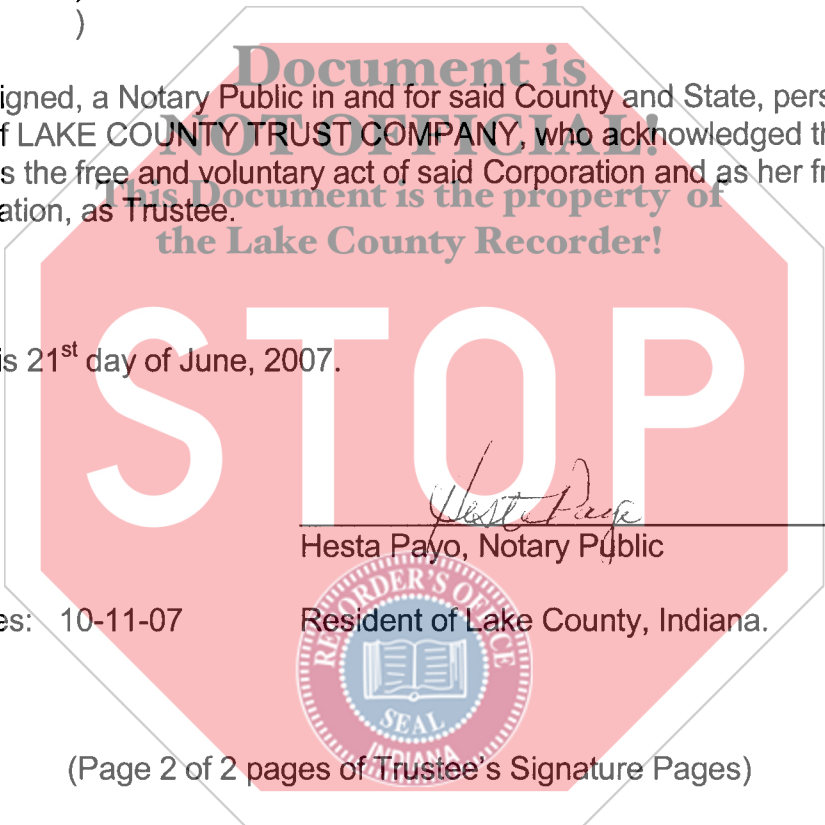 )
Document is
igned, a Notary Public in and for said County and State, pers
NOT OFFICIAL!
f LAKE COUNTY TRUST COMPANY, who acknowledged th
s the free and voluntary act of said Corporation and as her fr
This Document is the property of
ation, as Trustee.
the Lake County Recorder!
STOP
is 21st day of June, 2007.
Hesta Payo
Hesta Payo, Notary Public
es: 10-11-07 Resident of Lake County, Indiana.
RECORDER'S OFFICE
SEAL
INDIANA
(Page 2 of 2 pages of Trustee's Signature Pages)